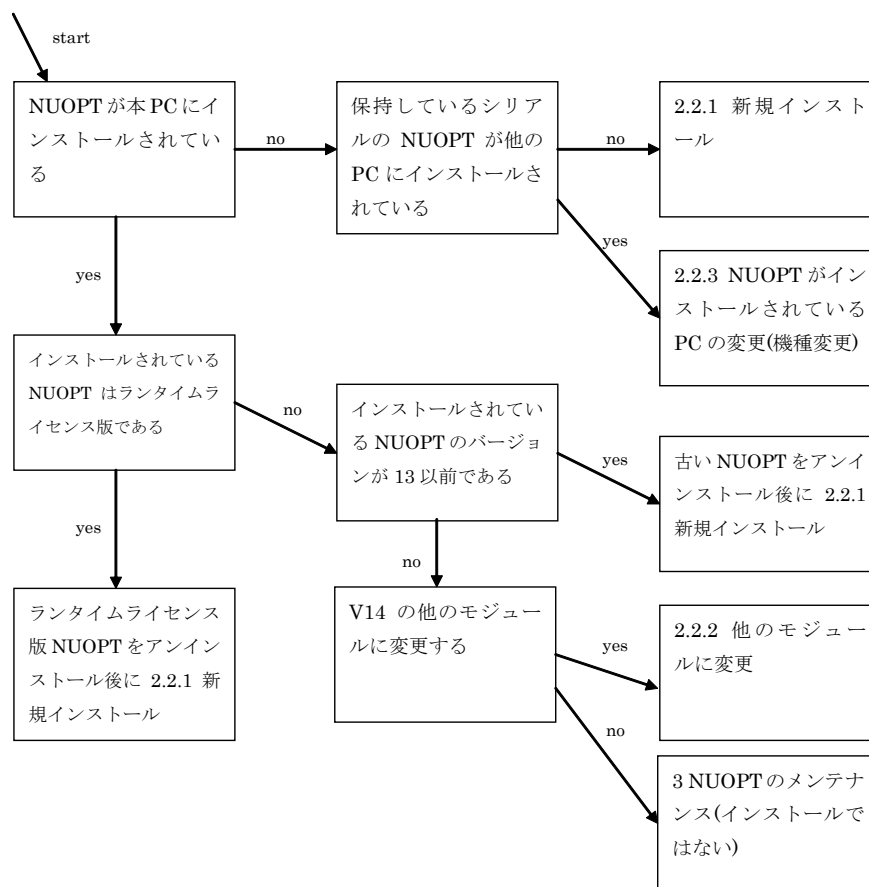 start
NUOPT が本 PC にイ
ンストールされてい
る
no
保持しているシリア
ルの NUOPT が他の
PC にインストールさ
れている
no
2.2.1 新規インスト
ール
yes
yes
2.2.3 NUOPT がイン
ストールされている
PC の変更(機種変更)
インストールされている
NUOPT はランタイムラ
イセンス版である
no
インストールされてい
る NUOPT のバージョ
ンが 13 以前である
yes
古い NUOPT をアンイ
ンストール後に 2.2.1
新規インストール
yes
no
ランタイムライセンス
版 NUOPT をアンイン
ストール後に 2.2.1 新
規インストール
V14 の他のモジュー
ルに変更する
yes
2.2.2 他のモジュー
ルに変更
no
3 NUOPT のメンテナ
ンス(インストールで
はない)